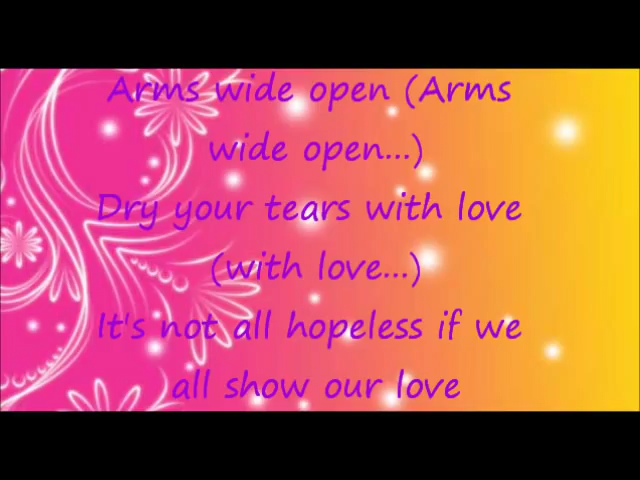 Arms wide open (Arms
wide open...)
Dry your tears with love
(with love...)
It's not all hopeless if we
all show our love